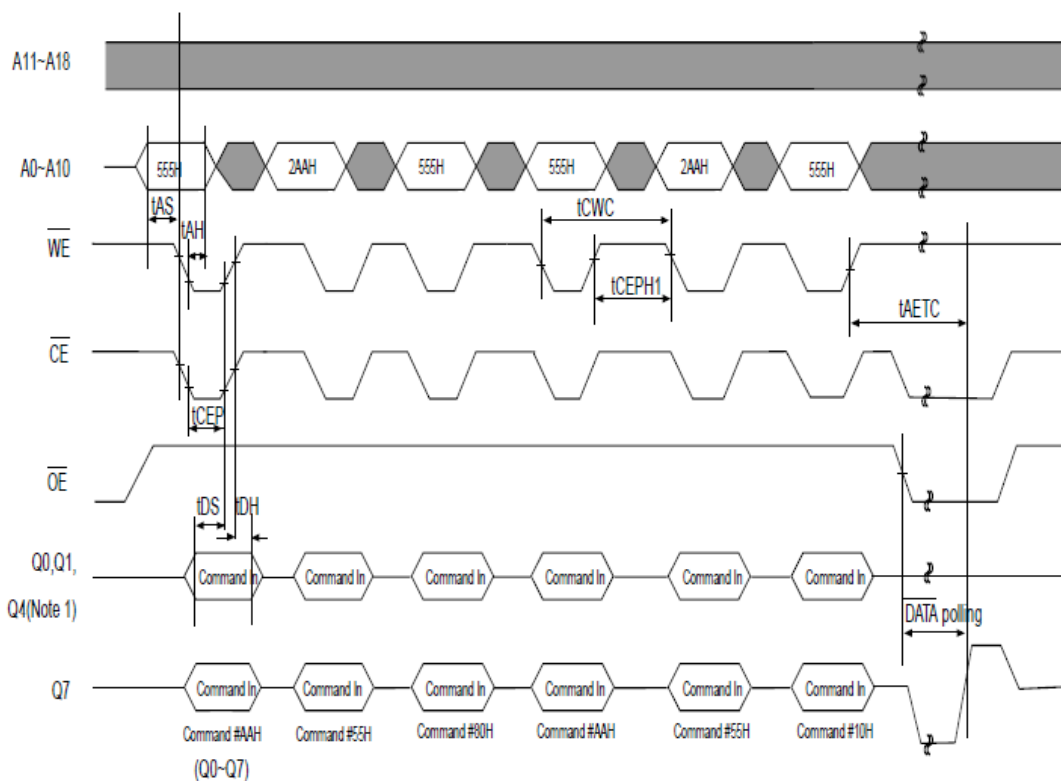 A11~A18
A0~A10
555H 2AAH 555H 555H 2AAH 555H
tAS
tAH
tCWC
WE
tCEPH1
tAETC
CE
tCEP
OE
tDS
tDH
Q0,Q1,
Q4(Note 1)
Command In Command In Command In Command In Command In Command In
DATA polling
Q7
Command In Command In Command In Command In Command In Command In
Command #AAH Command #55H Command #80H Command #AAH Command #55H Command #10H
(Q0~Q7)